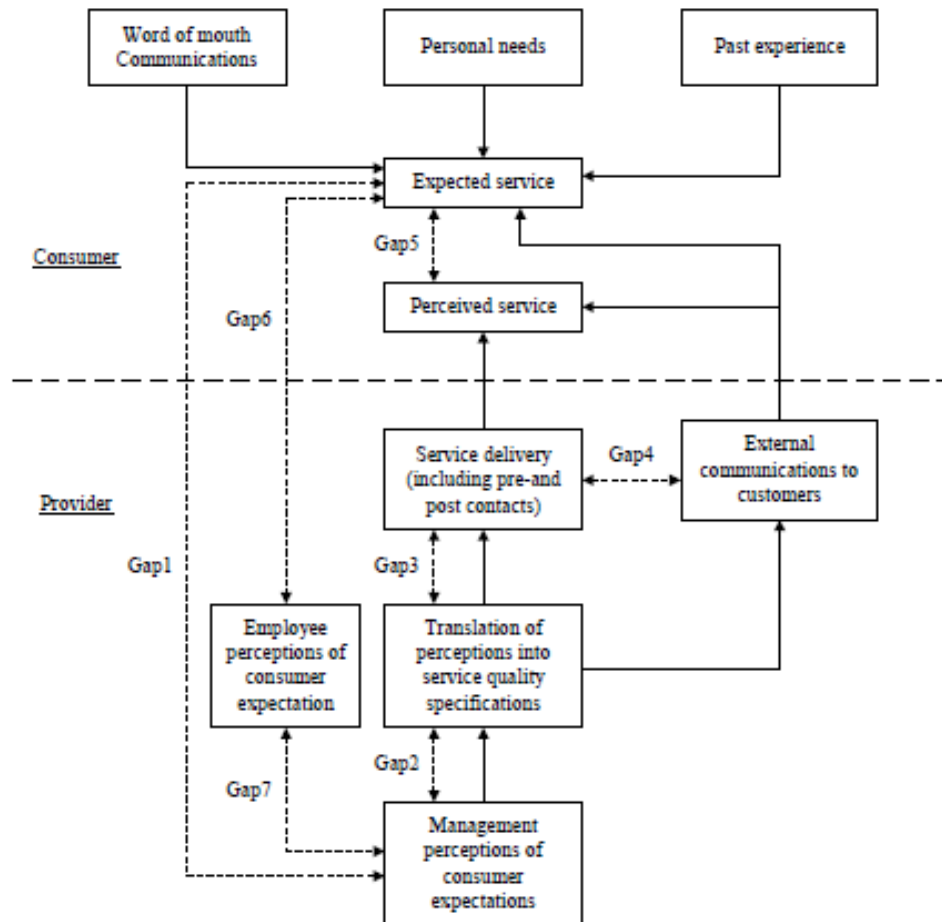 Word of mouth
Communications
Personal needs
Past experience
Expected service
Gap5
Consumer
Perceived service
Gap6
Service delivery
(including pre-and
post contacts)
Gap4
External
communications to
customers
Provider
Gap1
Gap3
Employee
perceptions of
consumer
expectation
Translation of
perceptions into
service quality
specifications
Gap2
Gap7
Management
perceptions of
consumer
expectations